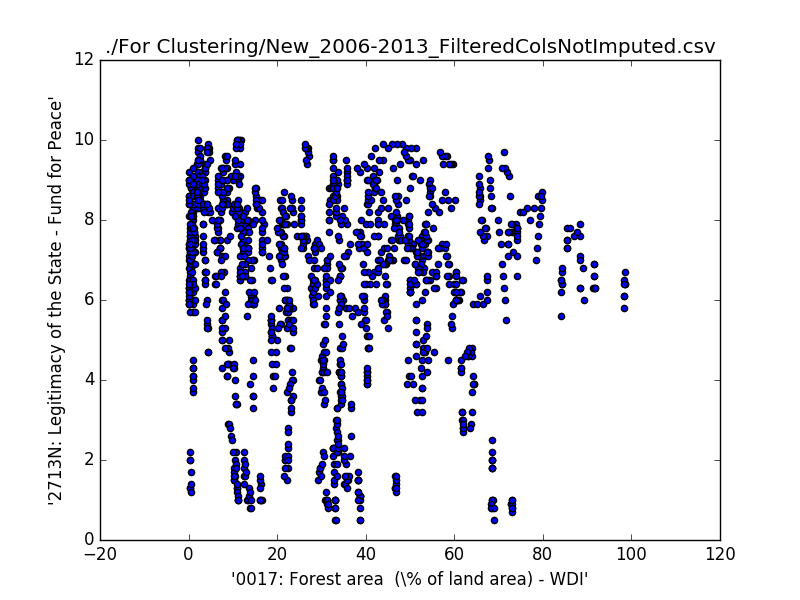 ./For Clustering/New_2006-2013_FilteredColsNotImputed.csv
'2713N: Legitimacy of the State - Fund for Peace'
12
10
8
6
4
2
0
−20 0 20 40 60 80 100 120
'0017: Forest area  (\% of land area) - WDI'